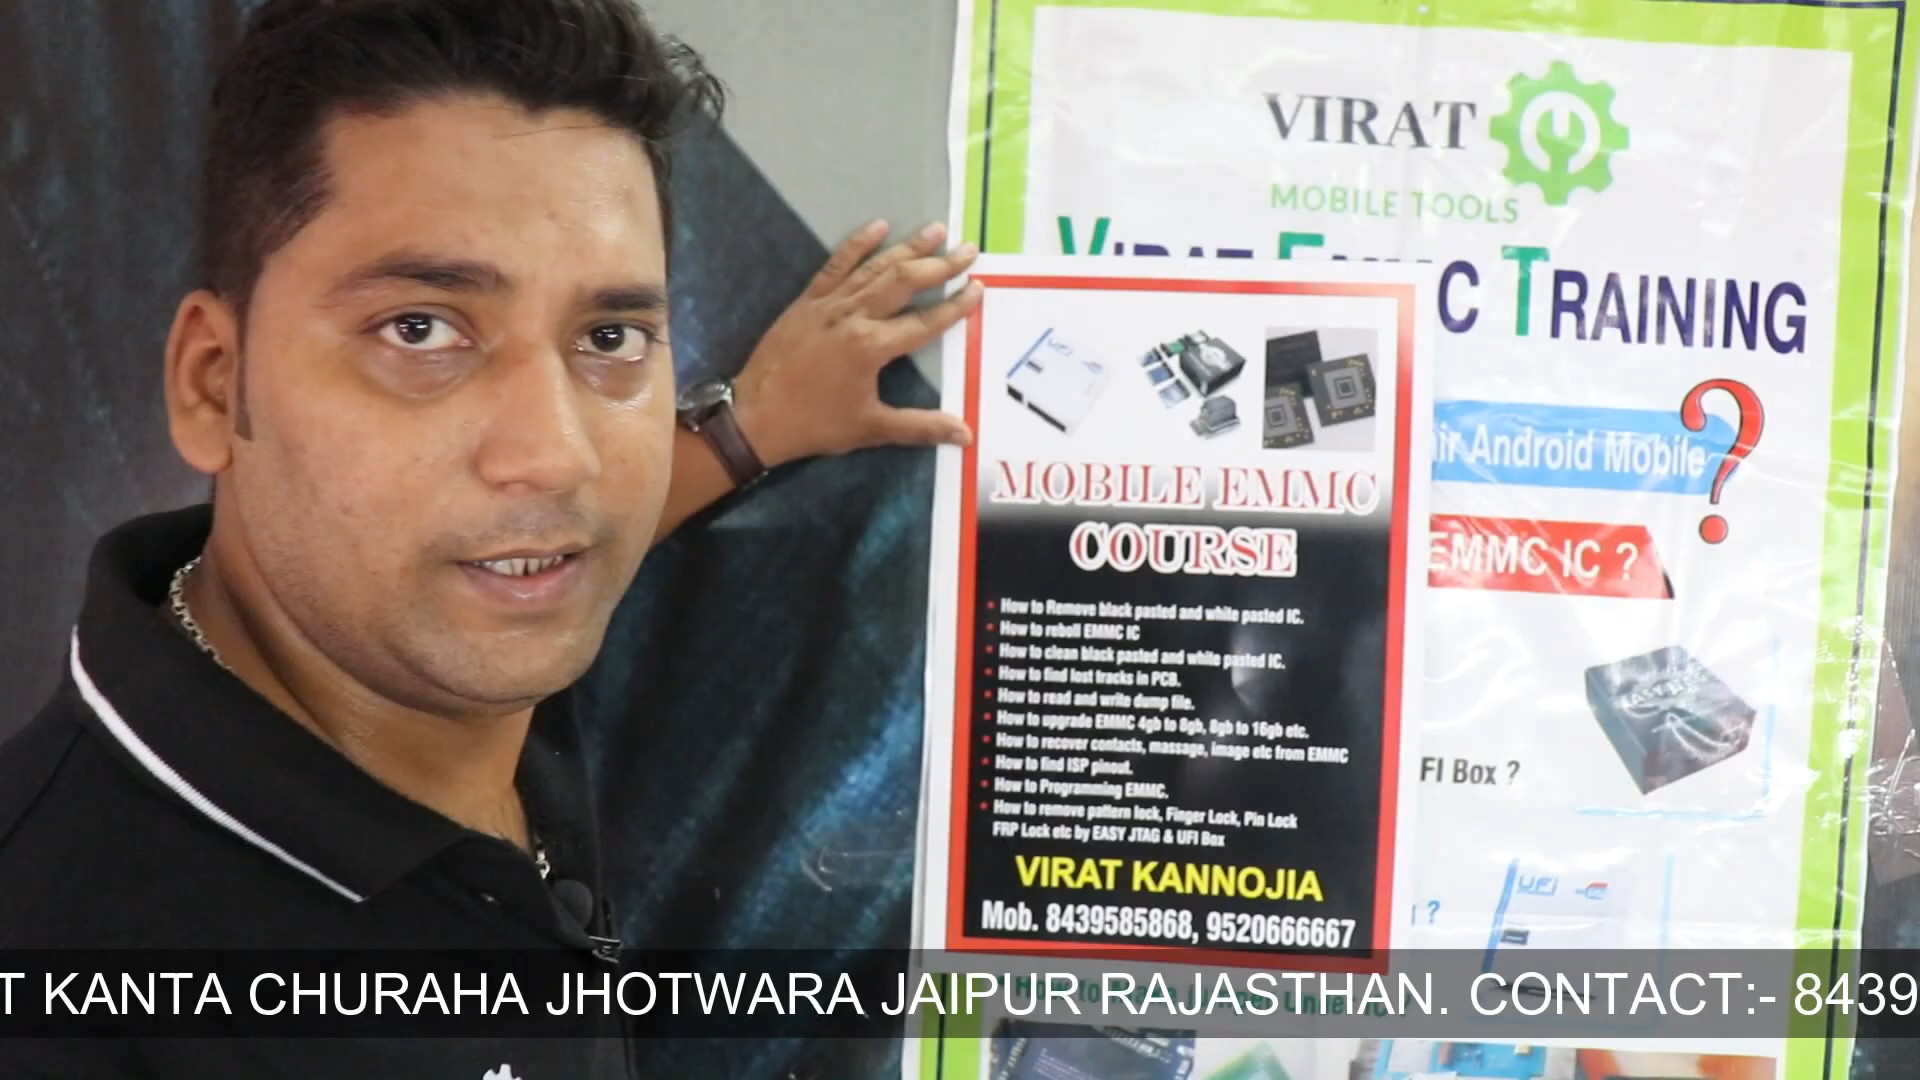 VIRAT
MOBILE TOOLS
VIRAT EMMC TRAINING
ir Android Mobile ?
EMMC IC ?
FI Box ?
UFi
?
UFi
MOBILE EMMC
COURSE
• How to Remove black pasted and white pasted IC.
• How to reboll EMMC IC
• How to clean black pasted and white pasted IC.
• How to find lost tracks in PCB.
• How to read and write dump file.
• How to upgrade EMMC 4gb to 8gb, 8gb to 16gb etc.
• How to recover contacts, massage, image etc from EMMC
• How to find ISP pinout.
• How to Programming EMMC.
• How to remove pattern lock, Finger Lock, Pin Lock
FRP Lock etc by EASY JTAG & UFI Box
VIRAT KANNOJIA
Mob. 8439585868, 9520666667
T KANTA CHURAHA JHOTWARA JAIPUR RAJASTHAN. CONTACT:- 8439